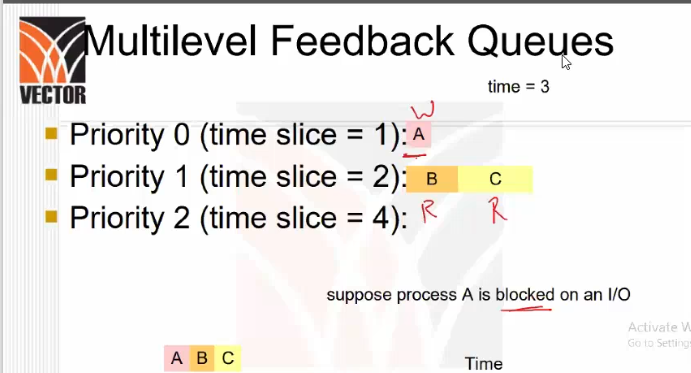 Multilevel Feedback Queues
VECTOR
time = 3
W
Priority 0 (time slice = 1): A
Priority 1 (time slice = 2): B C
Priority 2 (time slice = 4):
R R
suppose process A is blocked on an I/O
Activate W
Go to Settings
A B C
Time